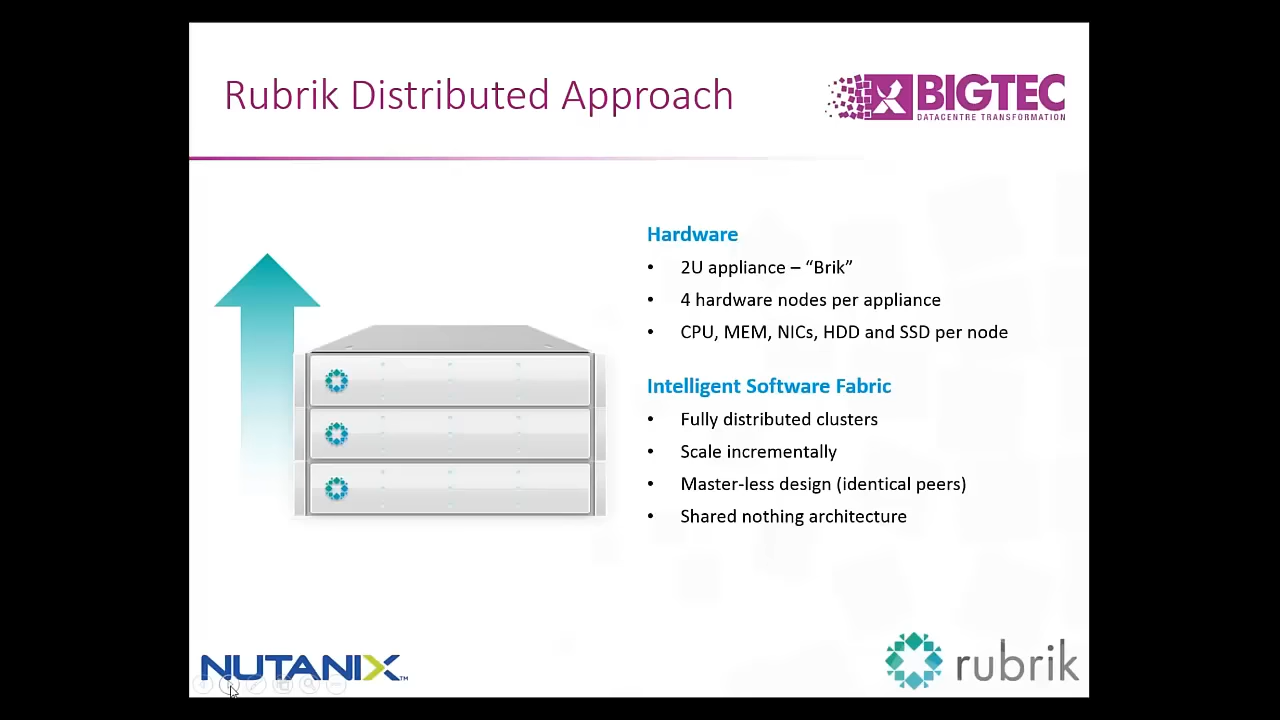 Rubrik Distributed Approach
BIGTEC
DATACENTRE TRANSFORMATION
Hardware
• 2U appliance – “Brik”
• 4 hardware nodes per appliance
• CPU, MEM, NICs, HDD and SSD per node
Intelligent Software Fabric
• Fully distributed clusters
• Scale incrementally
• Master-less design (identical peers)
• Shared nothing architecture
NUTANIX™
rubrik